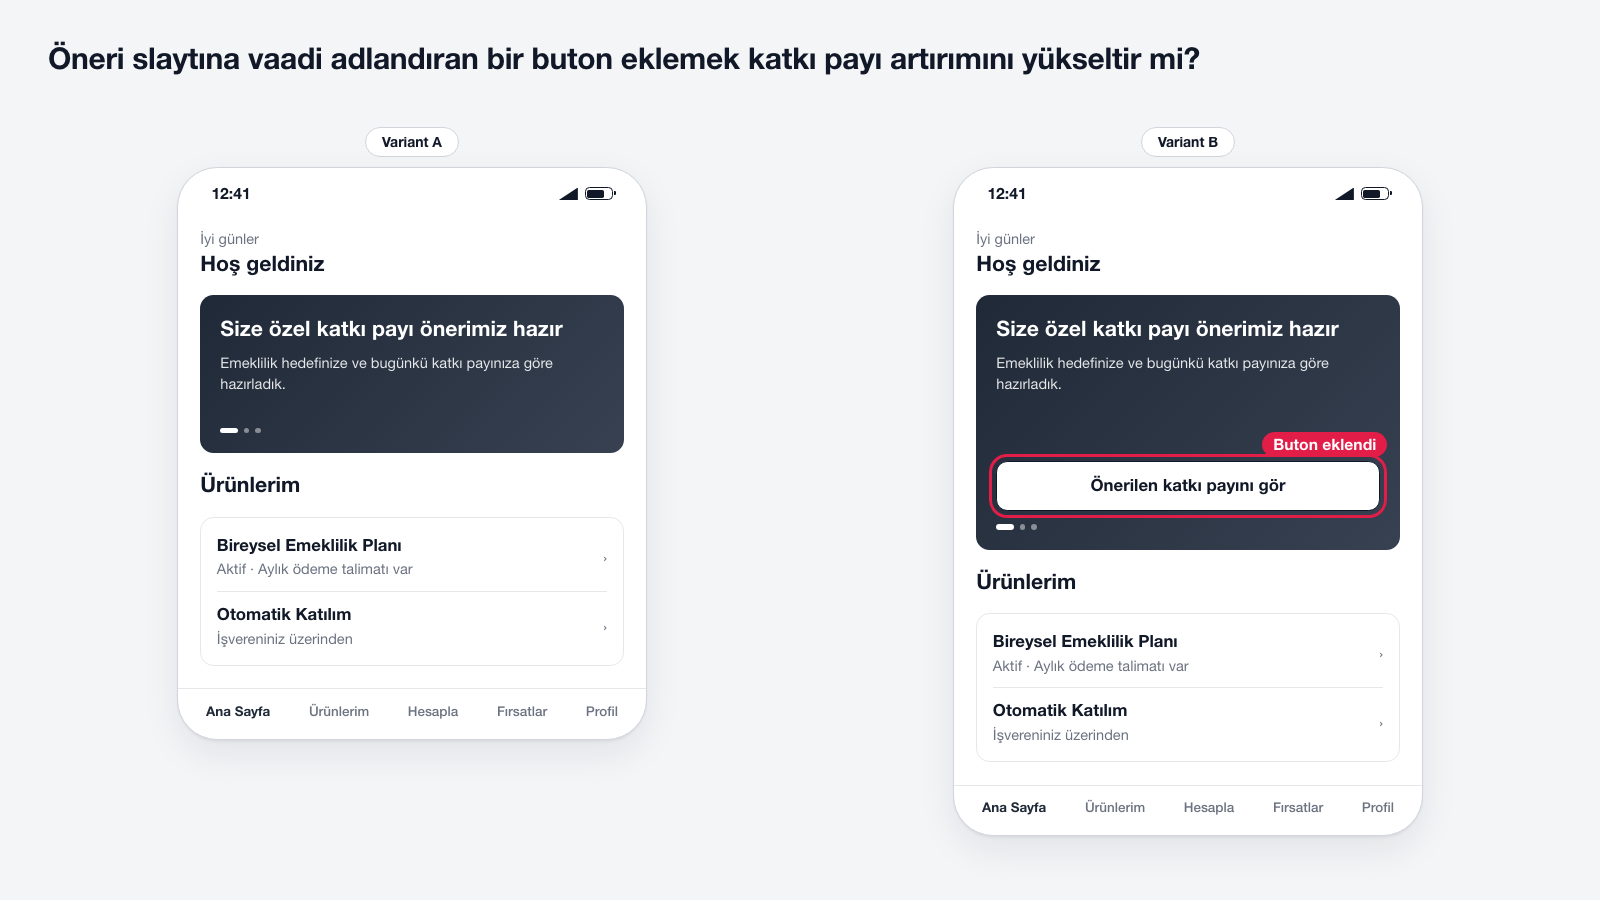 Öneri slaytına vaadi adlandıran bir buton eklemek katkı payı artırımını yükseltir mi?
Variant A
12:41
İyi günler
Hoş geldiniz
Size özel katkı payı önerimiz hazır
Emeklilik hedefinize ve bugünkü katkı payınıza göre
hazırladık.
Ürünlerim
Bireysel Emeklilik Planı
Aktif · Aylık ödeme talimatı var
Otomatik Katılım
İşvereniniz üzerinden
Ana Sayfa Ürünlerim Hesapla Fırsatlar Profil
Variant B
12:41
İyi günler
Hoş geldiniz
Size özel katkı payı önerimiz hazır
Emeklilik hedefinize ve bugünkü katkı payınıza göre
hazırladık.
Buton eklendi
Önerilen katkı payını gör
Ürünlerim
Bireysel Emeklilik Planı
Aktif · Aylık ödeme talimatı var
Otomatik Katılım
İşvereniniz üzerinden
Ana Sayfa Ürünlerim Hesapla Fırsatlar Profil